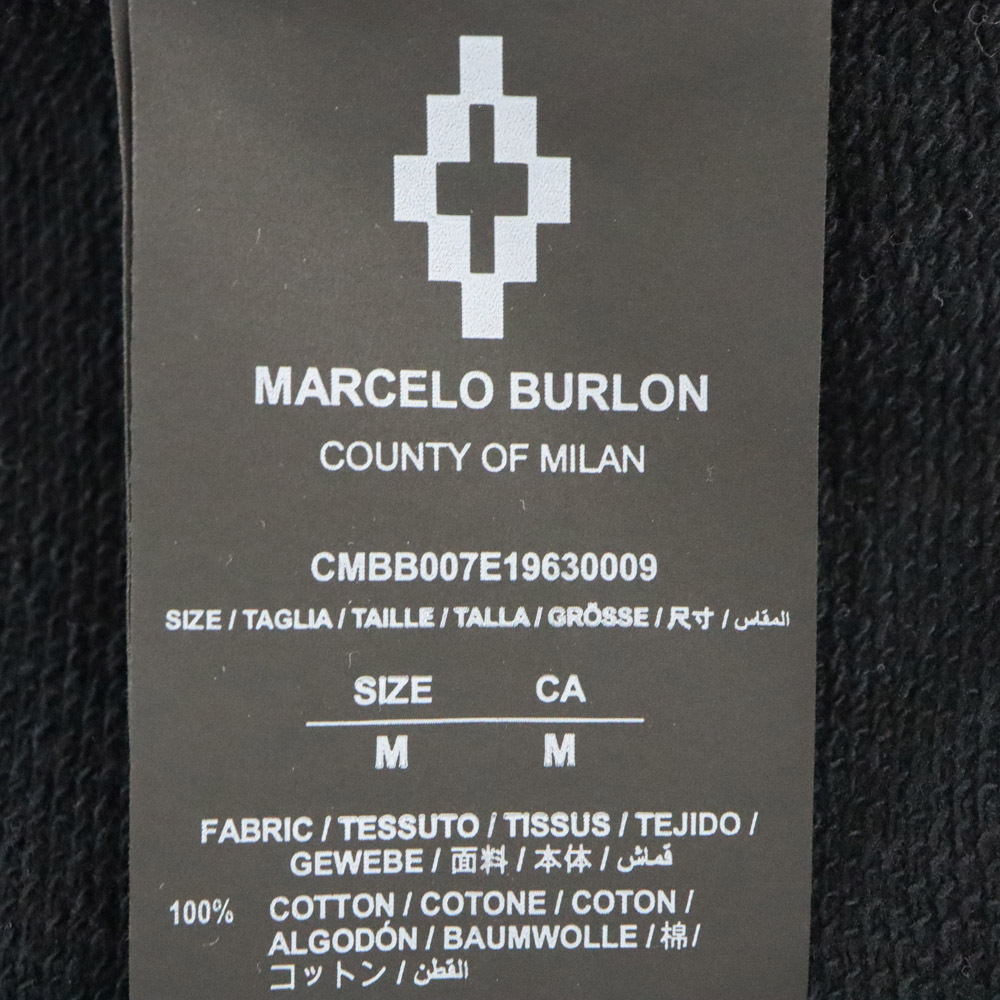 MARCELO BURLON
COUNTY OF MILAN
CMBB007E19630009
SIZE / TAGLIA / TAILLE / TALLA / GRÖSSE / 尺寸 / المقاس
SIZE CA
M M
FABRIC / TESSUTO / TISSUS / TEJIDO /
GEWEBE / 面料 / 本体 / قماش
100% COTTON / COTONE / COTON /
ALGODÓN / BAUMWOLLE / 棉/
コットン / القطن